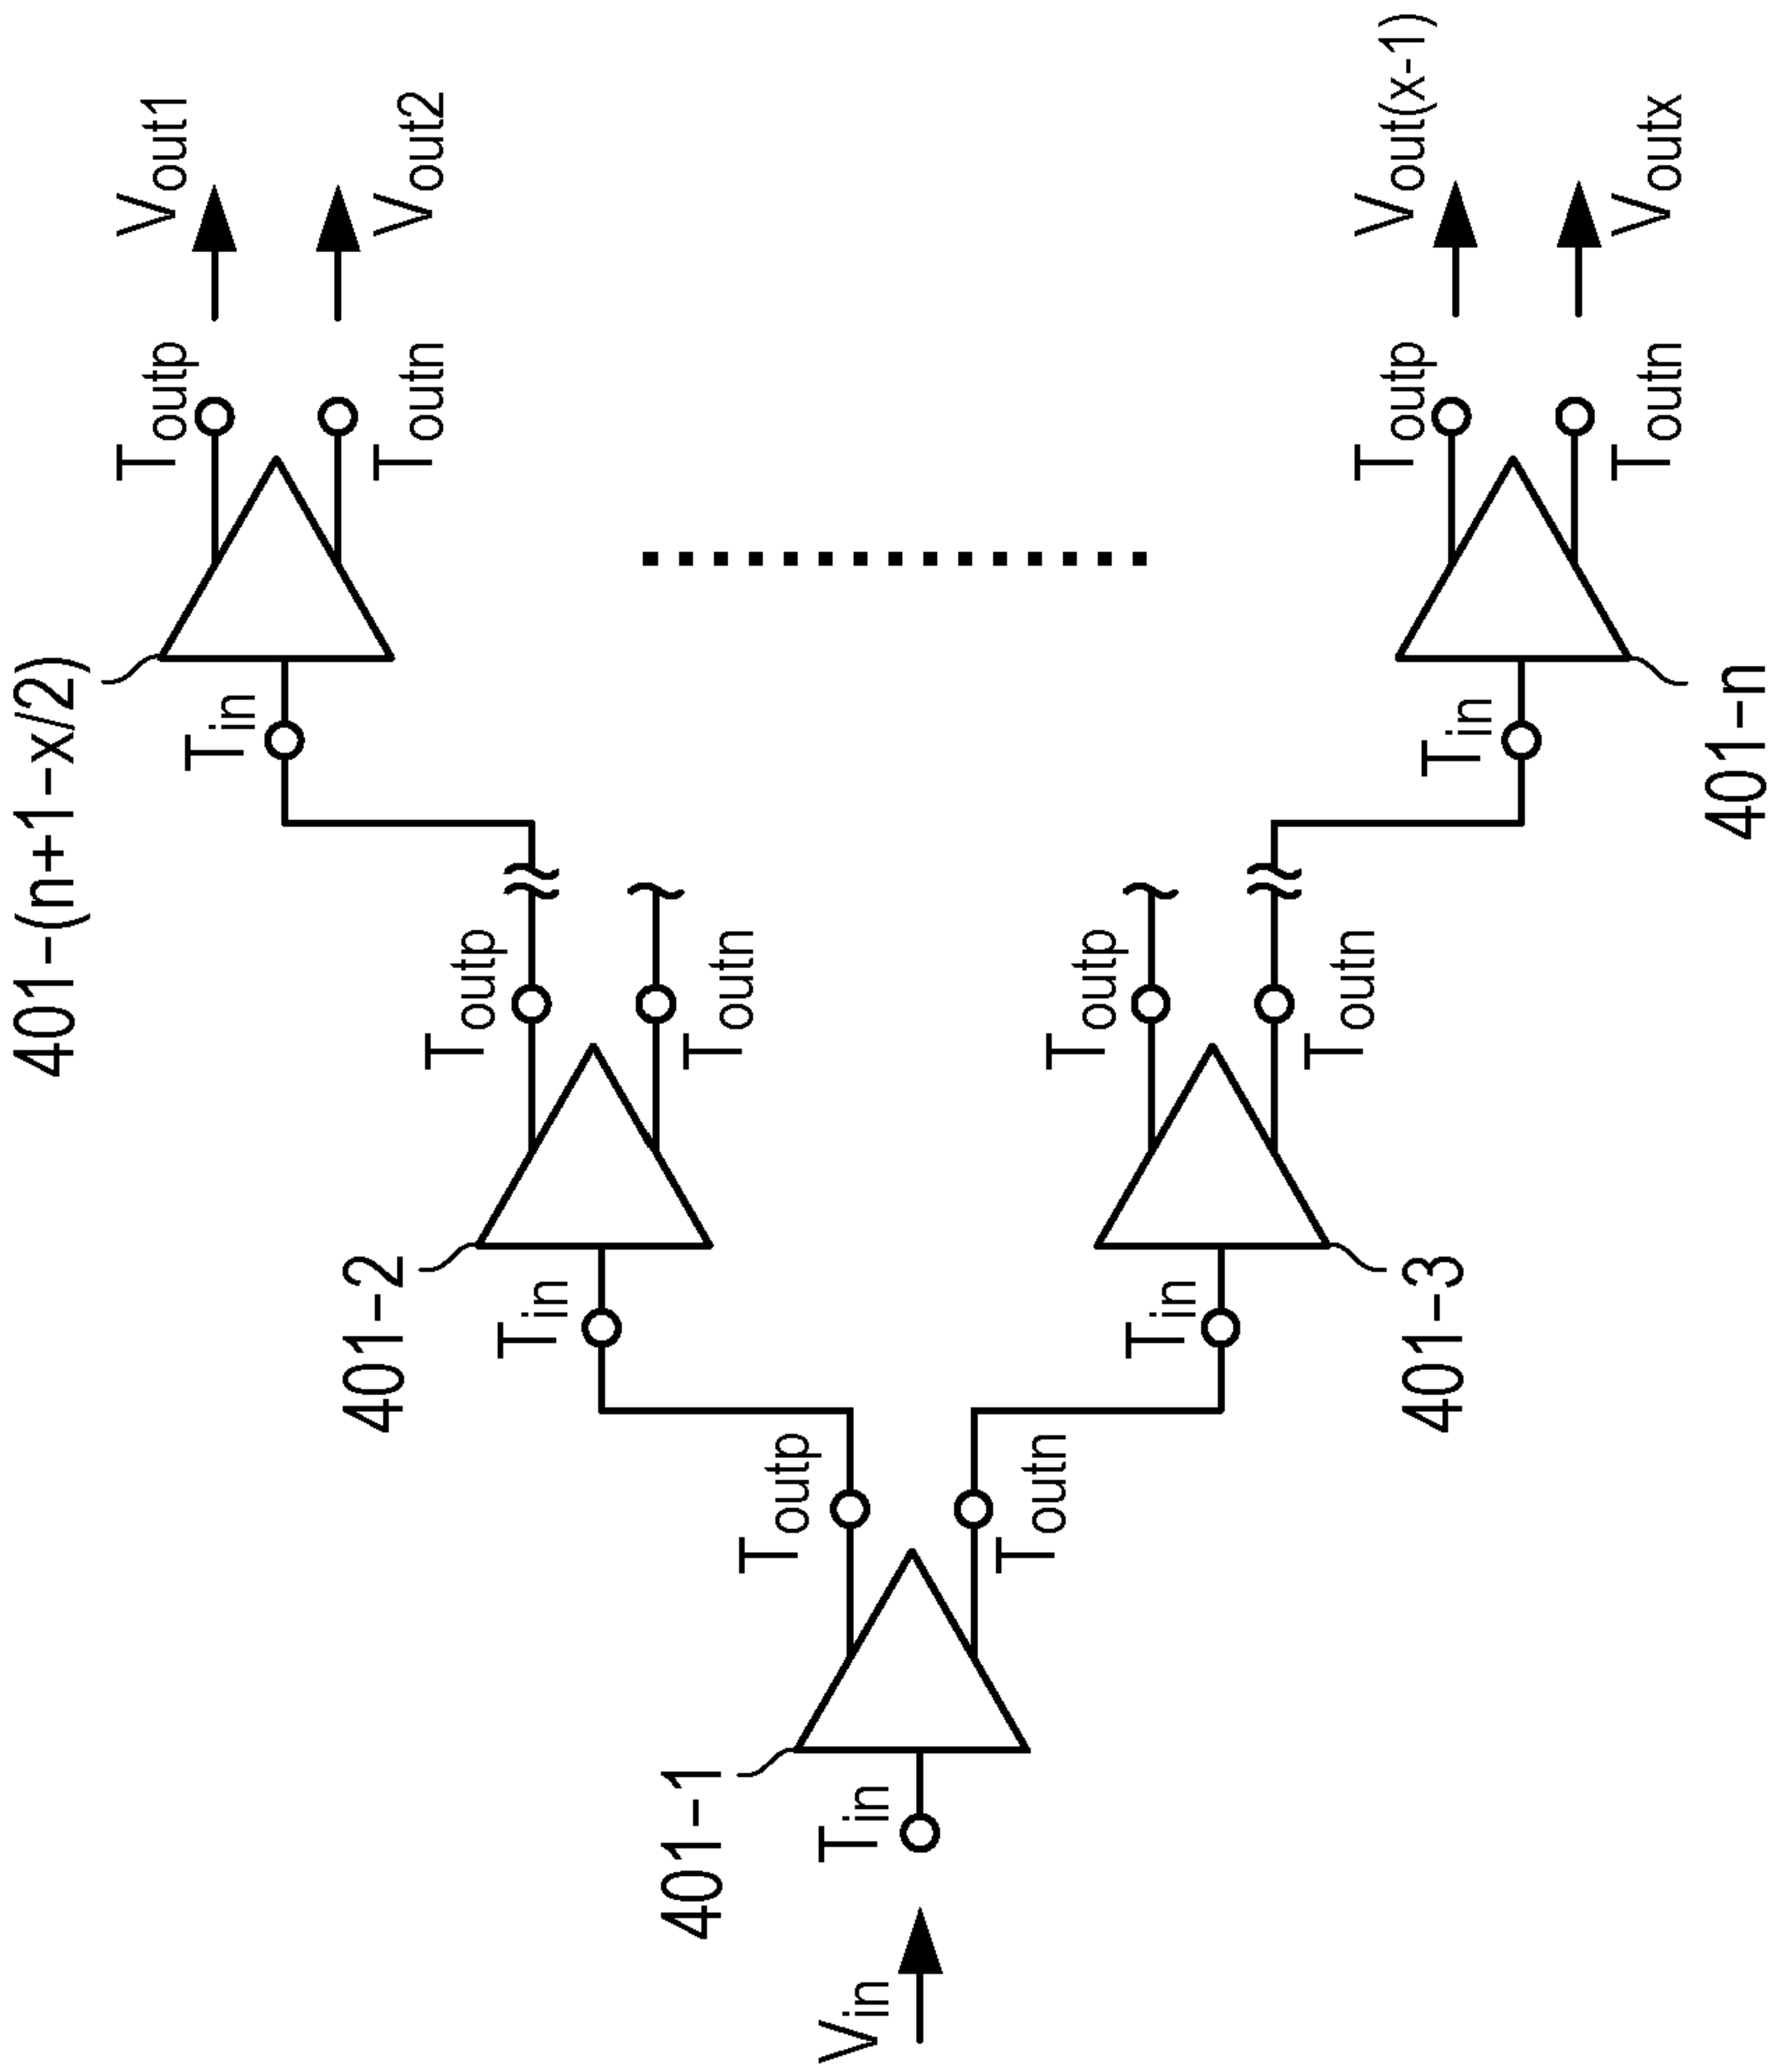 401-(n+1-x/2)
Tin
Toutp
Vout1
Toutn
Vout2
401-2
Tin
Toutp
Toutn
401-1
Vin
Tin
Toutp
Toutn
Tin
Toutp
Toutn
401-3
Tin
Toutp
Vout(x-1)
Toutn
Voutx
401-n